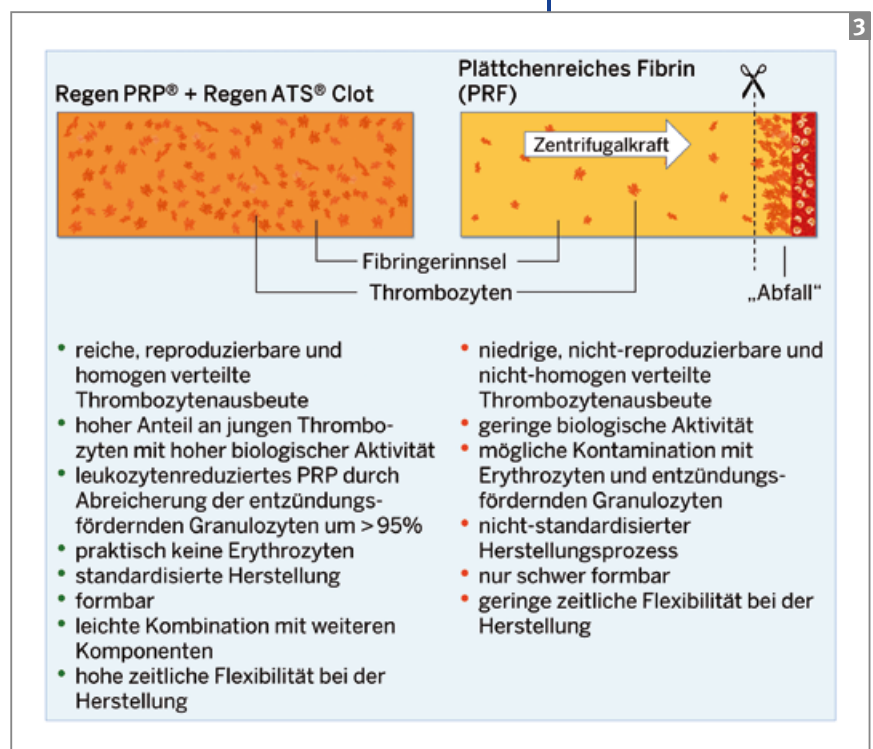 3
Regen PRP® + Regen ATS® Clot
Plättchenreiches Fibrin
(PRF)
Zentrifugalkraft
Fibringerinnsel
Thrombozyten
„Abfall“
• reiche, reproduzierbare und
homogen verteilte
Thrombozytenausbeute
• hoher Anteil an jungen Thrombo-
zyten mit hoher biologischer Aktivität
• leukozytenreduziertes PRP durch
Abreicherung der entzündungs-
fördernden Granulozyten um > 95%
• praktisch keine Erythrozyten
• standardisierte Herstellung
• formbar
• leichte Kombination mit weiteren
Komponenten
• hohe zeitliche Flexibilität bei der
Herstellung
• niedrige, nicht-reproduzierbare und
nicht-homogen verteilte
Thrombozytenausbeute
• geringe biologische Aktivität
• mögliche Kontamination mit
Erythrozyten und entzündungs-
fördernden Granulozyten
• nicht-standardisierter
Herstellungsprozess
• nur schwer formbar
• geringe zeitliche Flexibilität bei der
Herstellung